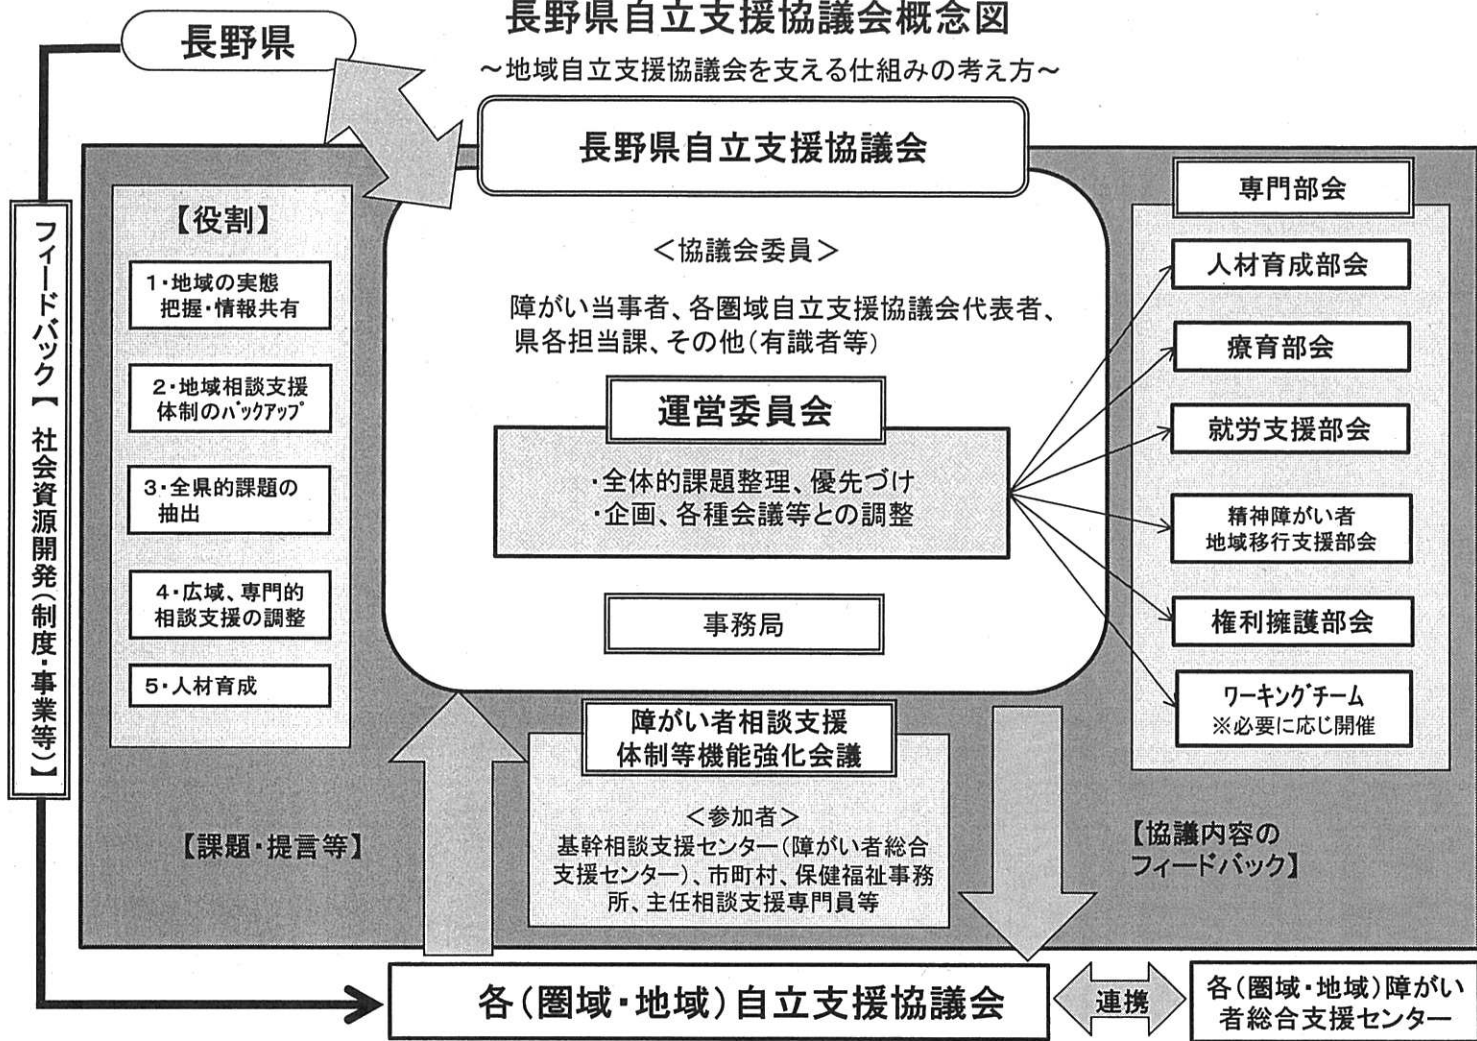 長野県自立支援協議会概念図
～地域自立支援協議会を支える仕組みの考え方～
長野県
長野県自立支援協議会
フィードバック【社会資源開発(制度・事業等)】
【役割】
1・地域の実態
把握・情報共有
2・地域相談支援
体制のバックアップ
3・全県的課題の
抽出
4・広域、専門的
相談支援の調整
5・人材育成
＜協議会委員＞
障がい当事者、各圏域自立支援協議会代表者、
県各担当課、その他(有識者等)
運営委員会
・全体的課題整理、優先づけ
・企画、各種会議等との調整
事務局
専門部会
人材育成部会
療育部会
就労支援部会
精神障がい者
地域移行支援部会
権利擁護部会
ワーキングチーム
※必要に応じ開催
【課題・提言等】
障がい者相談支援
体制等機能強化会議
＜参加者＞
基幹相談支援センター(障がい者総合
支援センター)、市町村、保健福祉事務
所、主任相談支援専門員等
【協議内容の
フィードバック】
各(圏域・地域)自立支援協議会
連携
各(圏域・地域)障がい
者総合支援センター